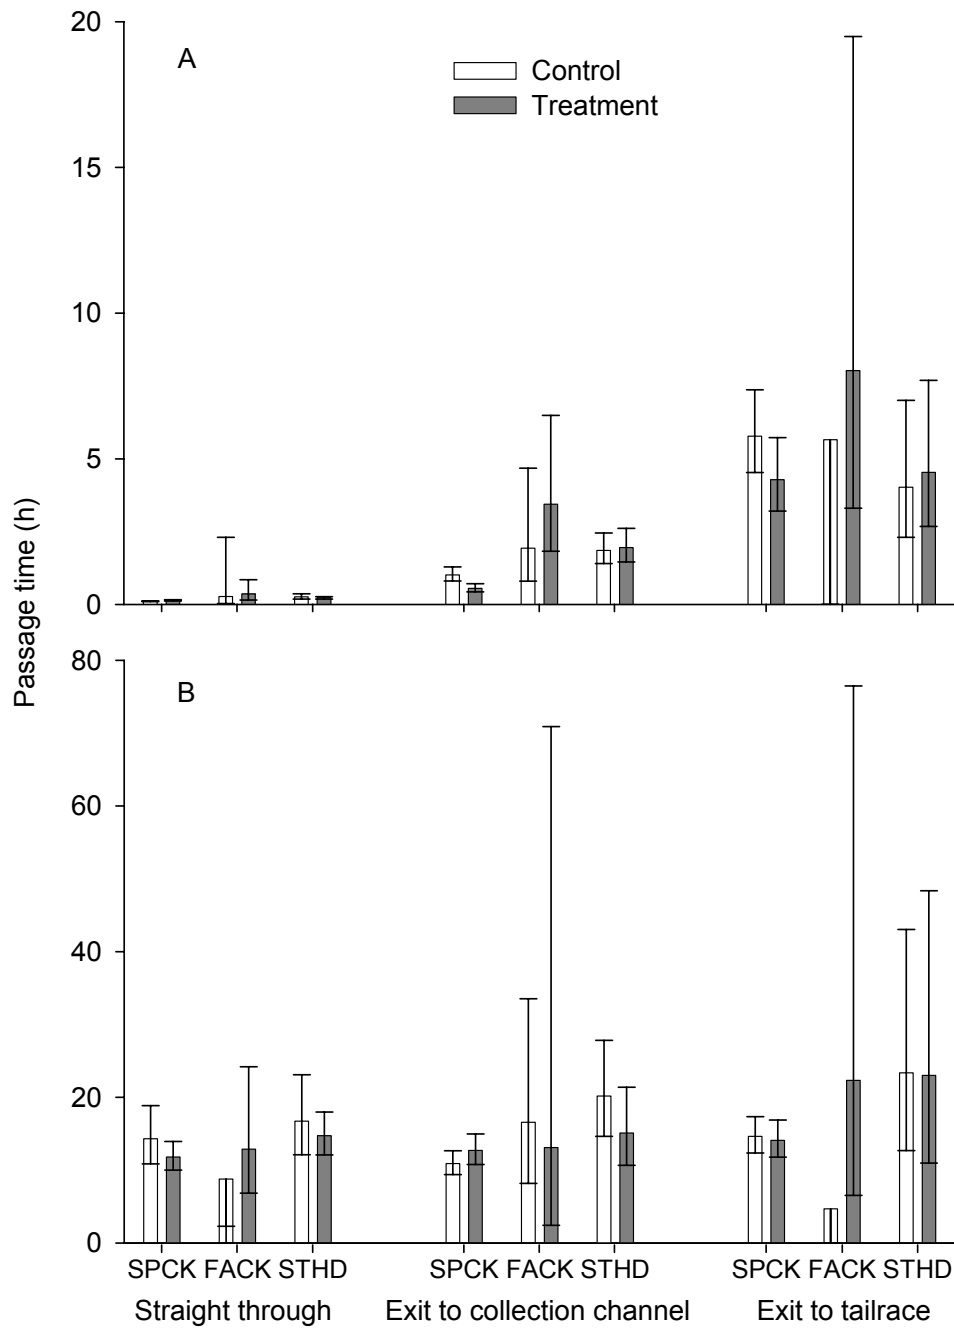 20
A
Control
Treatment
15
10
5
0
Passage time (h)
80
B
60
40
20
0
SPCK FACK STHD SPCK FACK STHD SPCK FACK STHD
Straight through Exit to collection channel Exit to tailrace